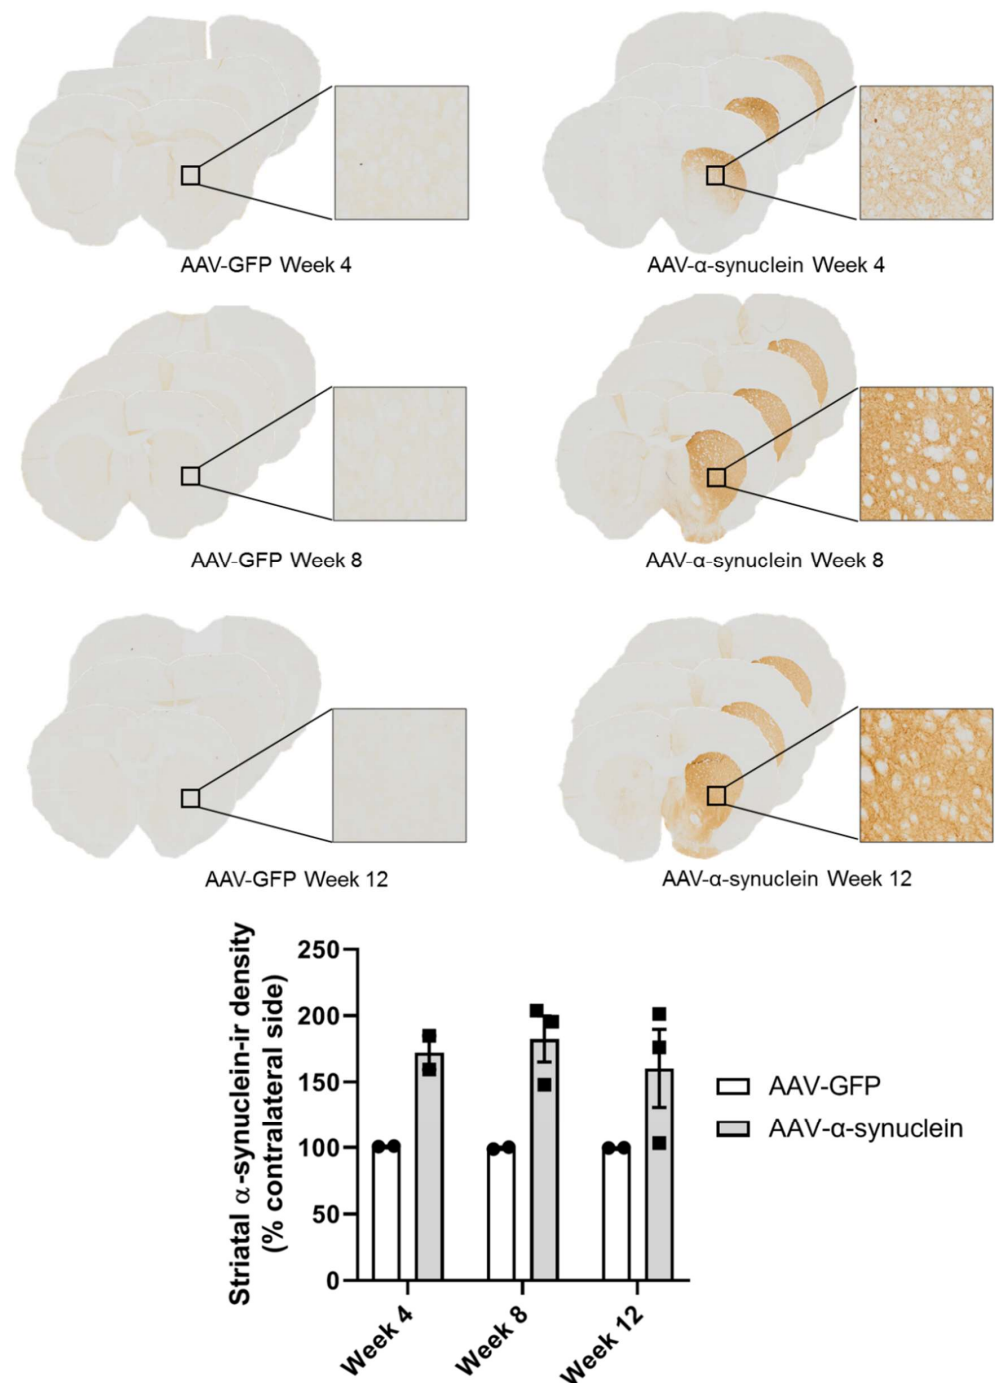 AAV-GFP Week 4
AAV-α-synuclein Week 4
AAV-GFP Week 8
AAV-α-synuclein Week 8
AAV-GFP Week 12
AAV-α-synuclein Week 12
Striatal α-synuclein-ir density
(% contralateral side)
250
200
150
100
50
0
Week 4
Week 8
Week 12
AAV-GFP
AAV-α-synuclein